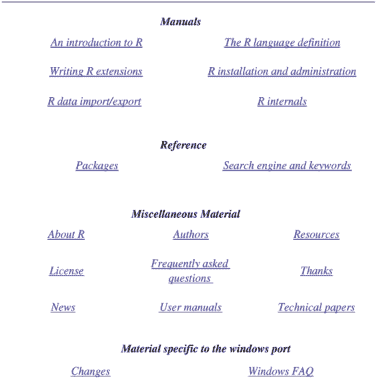 Manuals
An introduction to R The R language definition
Writing R extensions R installation and administration
R data import/export R internals
Reference
Packages Search engine and keywords
Miscellaneous Material
About R Authors Resources
License Frequently asked questions Thanks
News User manuals Technical papers
Material specific to the windows port
Changes Windows FAQ